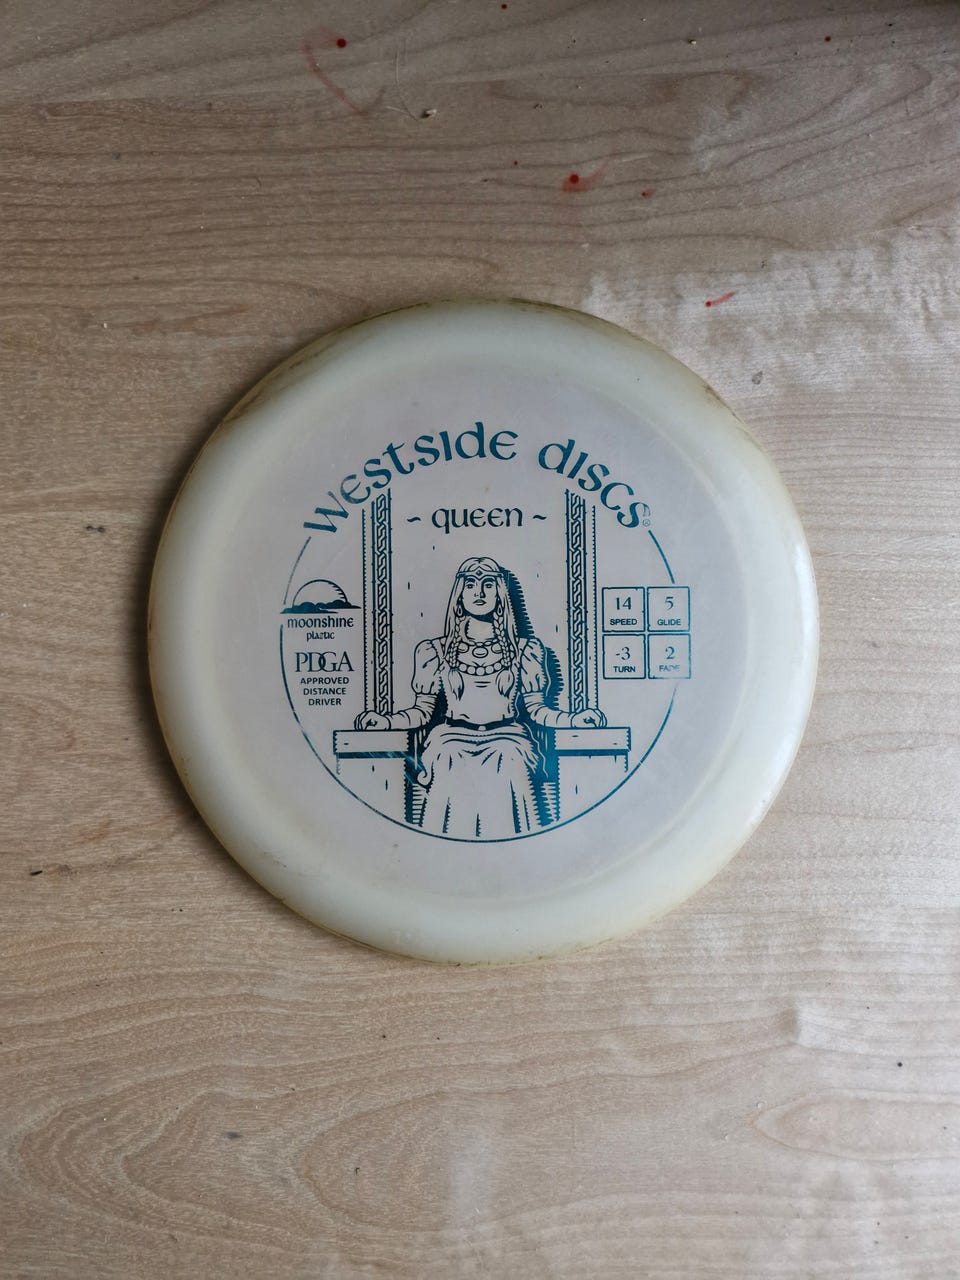 westside discs
~ queen ~
moonshine
plastic
PDGA
APPROVED
DISTANCE
DRIVER
14 5
SPEED GLIDE
-3 2
TURN FADE